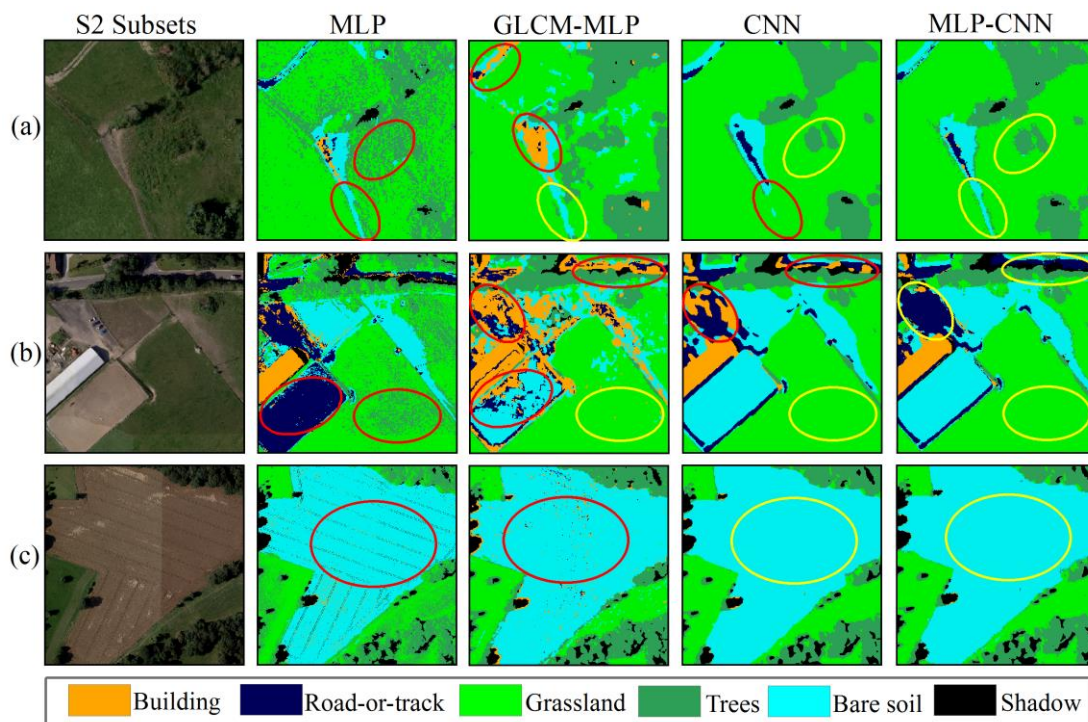 S2 Subsets MLP GLCM-MLP CNN MLP-CNN
(a)
(b)
(c)
Building Road-or-track Grassland Trees Bare soil Shadow